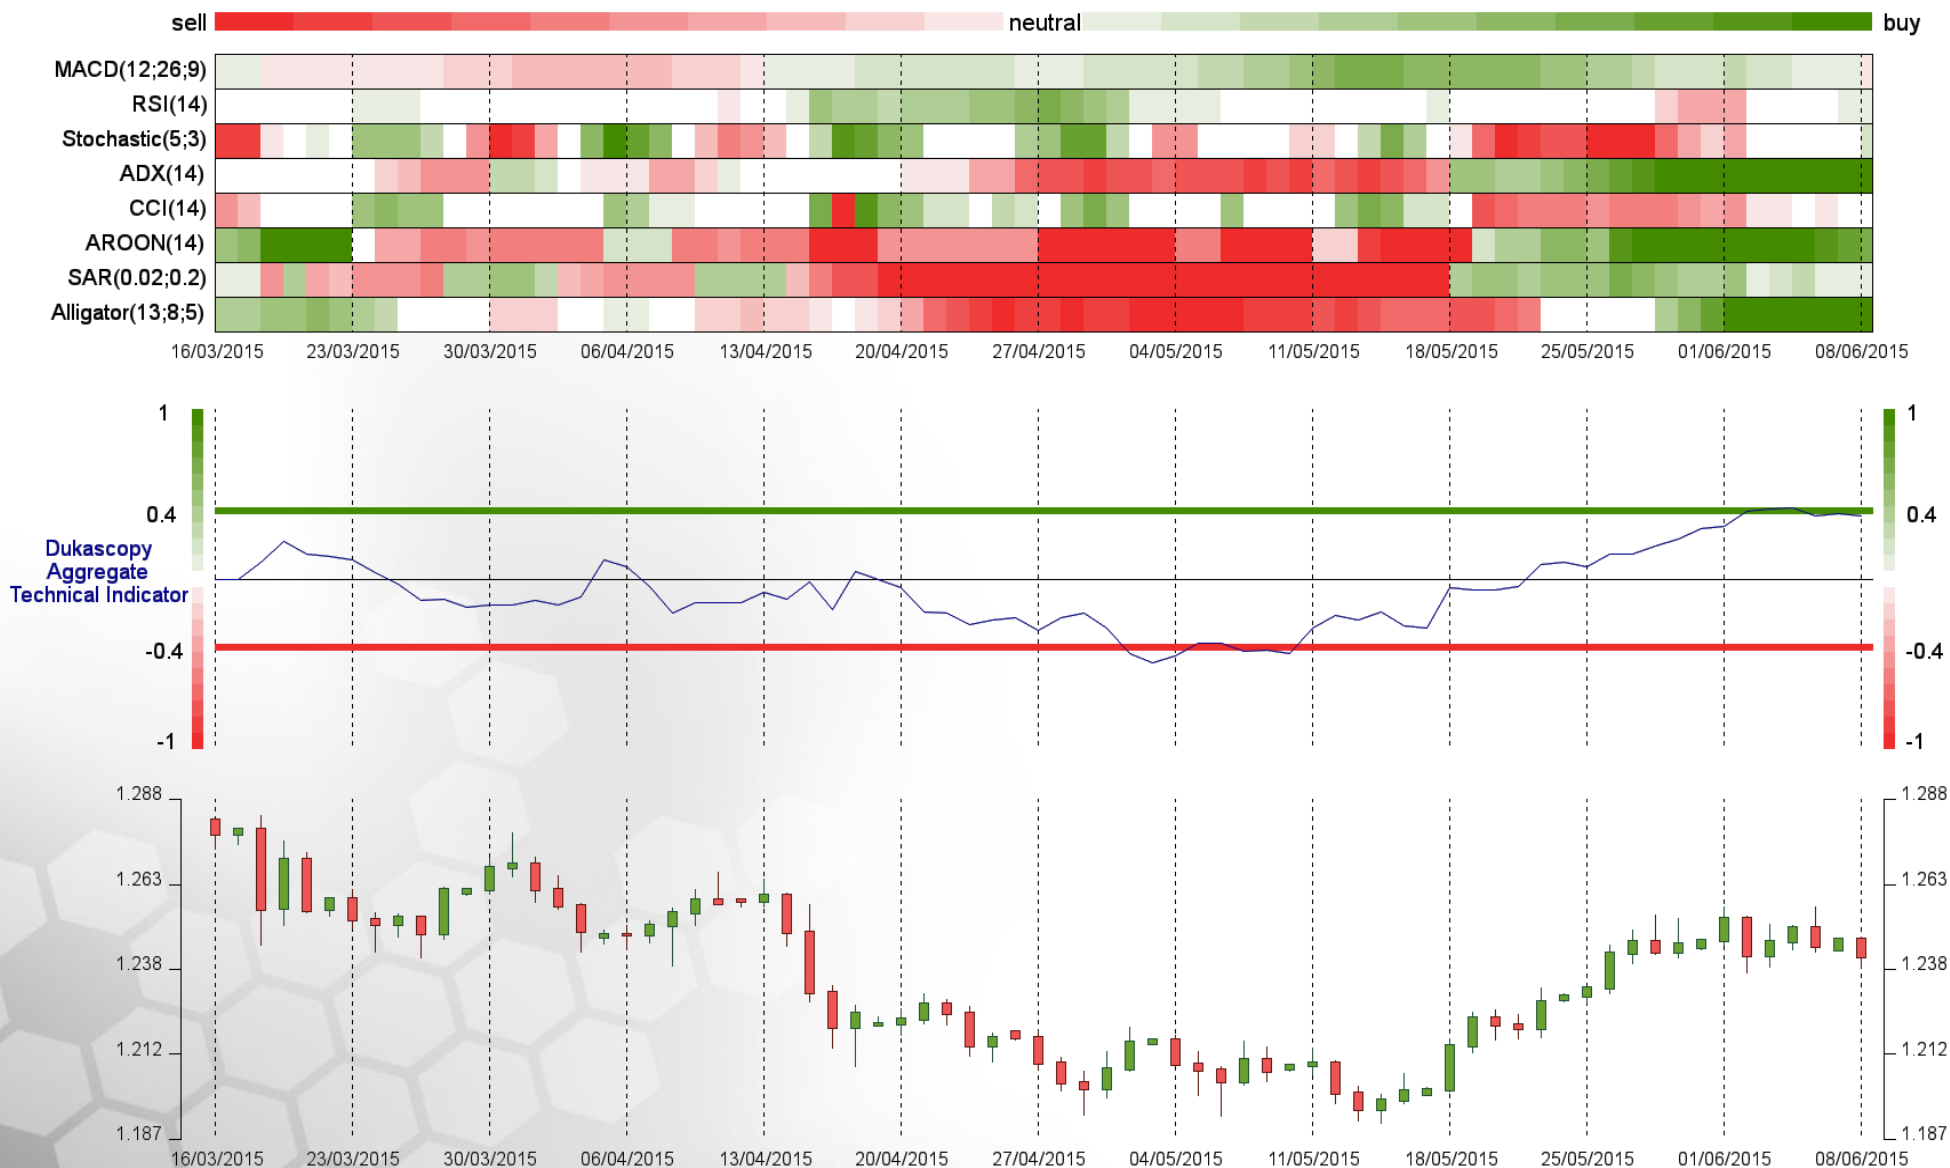 sell neutral buy
MACD(12;26;9)
RSI(14)
Stochastic(5;3)
ADX(14)
CCI(14)
AROON(14)
SAR(0.02;0.2)
Alligator(13;8;5)
16/03/2015 23/03/2015 30/03/2015 06/04/2015 13/04/2015 20/04/2015 27/04/2015 04/05/2015 11/05/2015 18/05/2015 25/05/2015 01/06/2015 08/06/2015
1 1
0.4 0.4
Dukascopy
Aggregate
Technical Indicator
-0.4 -0.4
-1 -1
1.288 1.288
1.263 1.263
1.238 1.238
1.212 1.212
1.187 1.187
16/03/2015 23/03/2015 30/03/2015 06/04/2015 13/04/2015 20/04/2015 27/04/2015 04/05/2015 11/05/2015 18/05/2015 25/05/2015 01/06/2015 08/06/2015